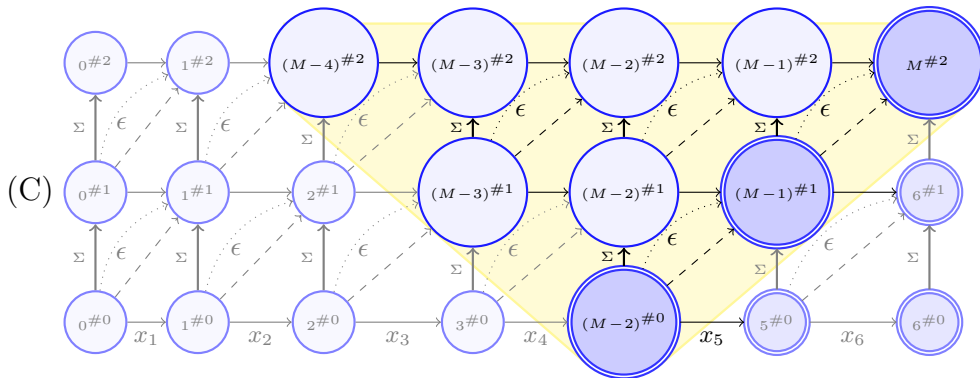 0#2 1#2 (M−4)#2 (M−3)#2 (M−2)#2 (M−1)#2 M#2
Σ ϵ Σ ϵ Σ ϵ Σ ϵ Σ ϵ Σ
(C) 0#1 1#1 2#1 (M−3)#1 (M−2)#1 (M−1)#1 6#1
Σ ϵ Σ ϵ Σ ϵ Σ ϵ Σ ϵ Σ
0#0 1#0 2#0 3#0 (M−2)#0 5#0 6#0
x1 x2 x3 x4 x5 x6